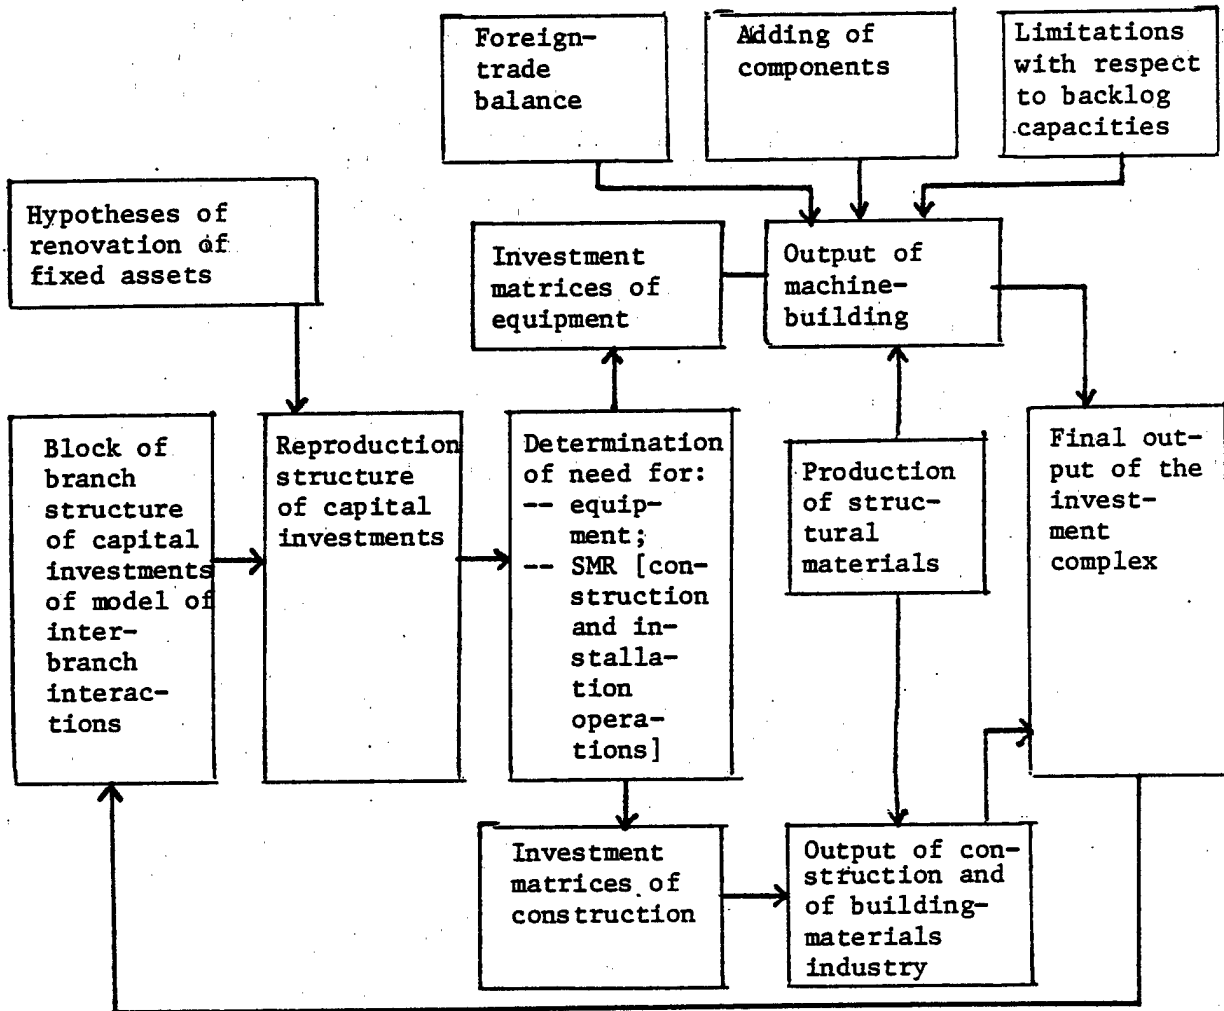 Foreign-
trade
balance
Adding of
components
Limitations
with respect
to backlog
capacities
Hypotheses of
renovation of
fixed assets
Investment
matrices of
equipment
Output of
machine-
building
Block of
branch
structure
of capital
investments
of model of
inter-
branch
interac-
tions
Reproduction
structure
of capital
investments
Determination
of need for:
-- equip-
ment;
-- SMR [con-
struction
and in-
stalla-
tion
opera-
tions]
Production
of struc-
tural
materials
Final out-
put of the
invest-
ment
complex
Investment
matrices of
construction
Output of con-
struction and
of building-
materials
industry